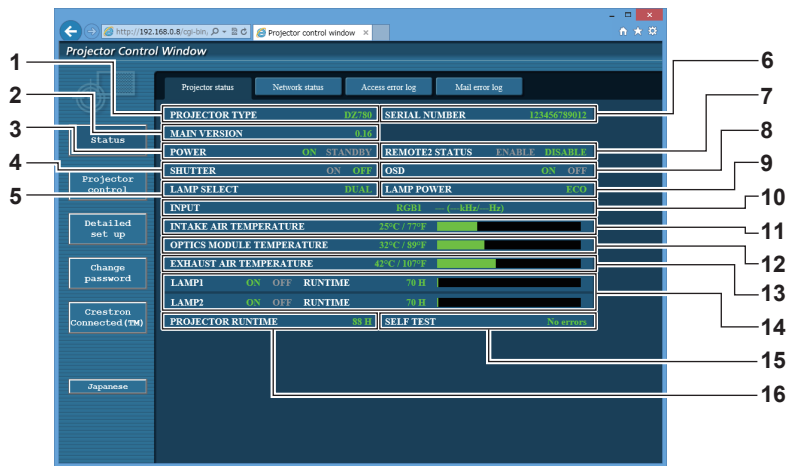 http://192.168.0.8/cgi-bin,
Projector control window ×
Projector Control Window
Projector status Network status Access error log Mail error log
Status
Projector control
Detailed set up
Change password
Crestron Connected(TM)
Japanese
PROJECTOR TYPE DZ780 SERIAL NUMBER 123456789012
MAIN VERSION 0.16
POWER ON STANDBY REMOTE2 STATUS ENABLE DISABLE
SHUTTER ON OFF OSD ON OFF
LAMP SELECT DUAL LAMP POWER ECO
INPUT RGB1 --- (---kHz/---Hz)
INTAKE AIR TEMPERATURE 25°C / 77°F
OPTICS MODULE TEMPERATURE 32°C / 89°F
EXHAUST AIR TEMPERATURE 42°C / 107°F
LAMP1 ON OFF RUNTIME 70 H
LAMP2 ON OFF RUNTIME 70 H
PROJECTOR RUNTIME 88 H SELF TEST No errors
1
2
3
4
5
6
7
8
9
10
11
12
13
14
15
16